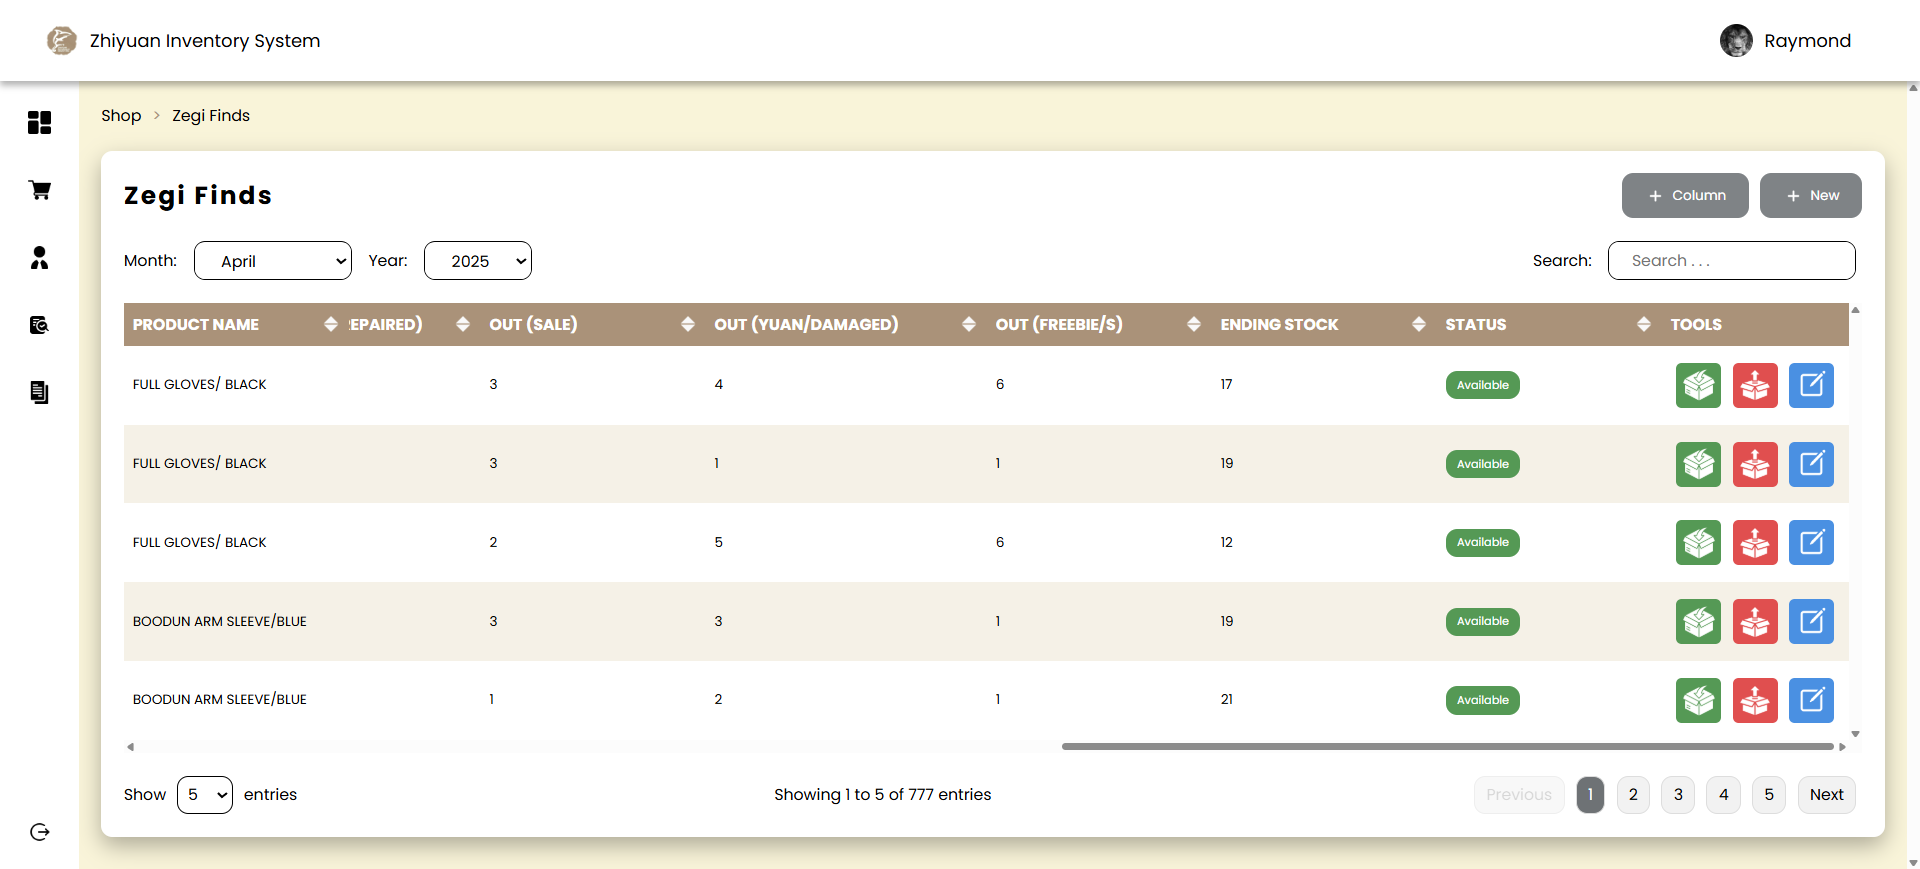 Zhiyuan Inventory System
Raymond
Shop > Zegi Finds
Zegi Finds
+ Column
+ New
Month: April Year: 2025
Search: Search . . .
PRODUCT NAME EPAIRED) OUT (SALE) OUT (YUAN/DAMAGED) OUT (FREEBIE/S) ENDING STOCK STATUS TOOLS
FULL GLOVES/ BLACK 3 4 6 17 Available
FULL GLOVES/ BLACK 3 1 1 19 Available
FULL GLOVES/ BLACK 2 5 6 12 Available
BOODUN ARM SLEEVE/BLUE 3 3 1 19 Available
BOODUN ARM SLEEVE/BLUE 1 2 1 21 Available
Show 5 entries
Showing 1 to 5 of 777 entries
Previous 1 2 3 4 5 Next